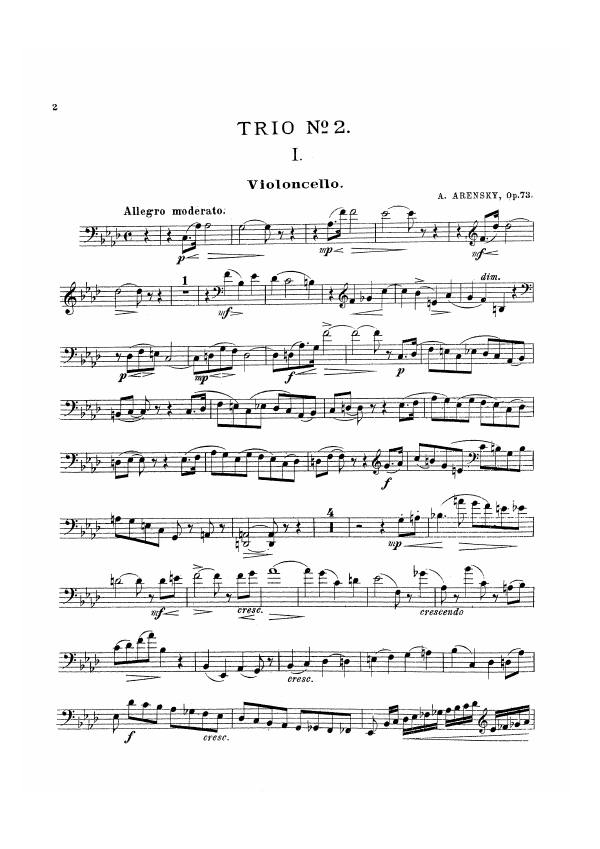 2
TRIO No 2.
I.
Violoncello.
A. ARENSKY, Op.73.
Allegro moderato.
p
mf
mp
1
mf
mf
dim.
p
mp
f
p
f
4
mp
mf
cresc.
crescendo
cresc.
f
cresc.